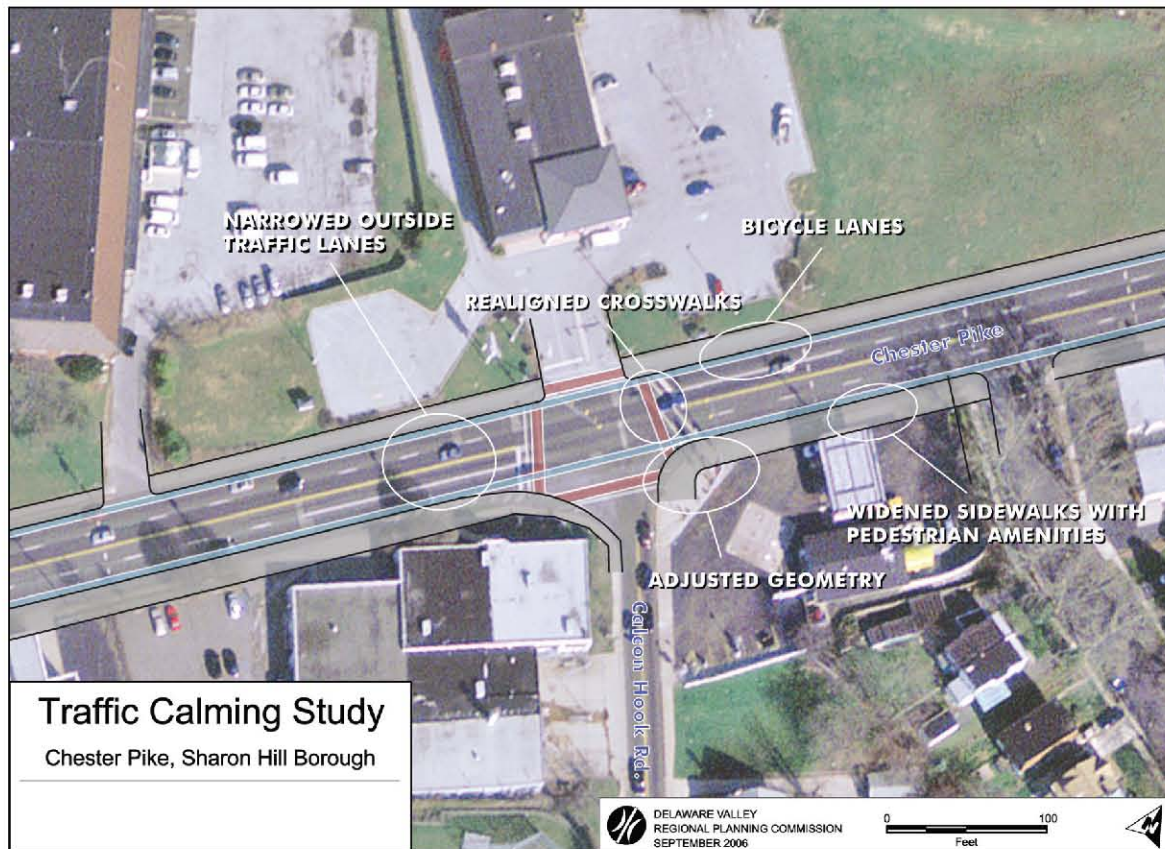 NARROWED OUTSIDE
TRAFFIC LANES
BICYCLE LANES
REALIGNED CROSSWALKS
Chester Pike
WIDENED SIDEWALKS WITH
PEDESTRIAN AMENITIES
ADJUSTED GEOMETRY
Calcon Hook Rd.
Traffic Calming Study
Chester Pike, Sharon Hill Borough
DELAWARE VALLEY
REGIONAL PLANNING COMMISSION
SEPTEMBER 2006
0 100
Feet
N